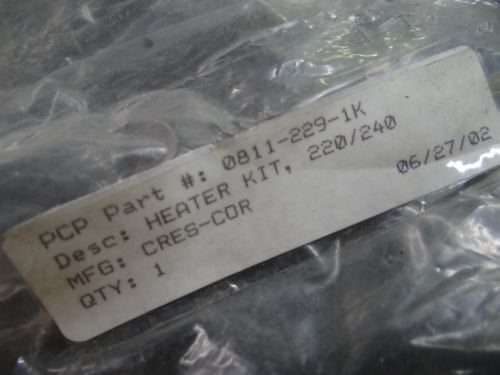 PCP Part #: 0811-229-1K
Desc: HEATER KIT, 220/240
MFG: CRES-COR 06/27/02
QTY: 1